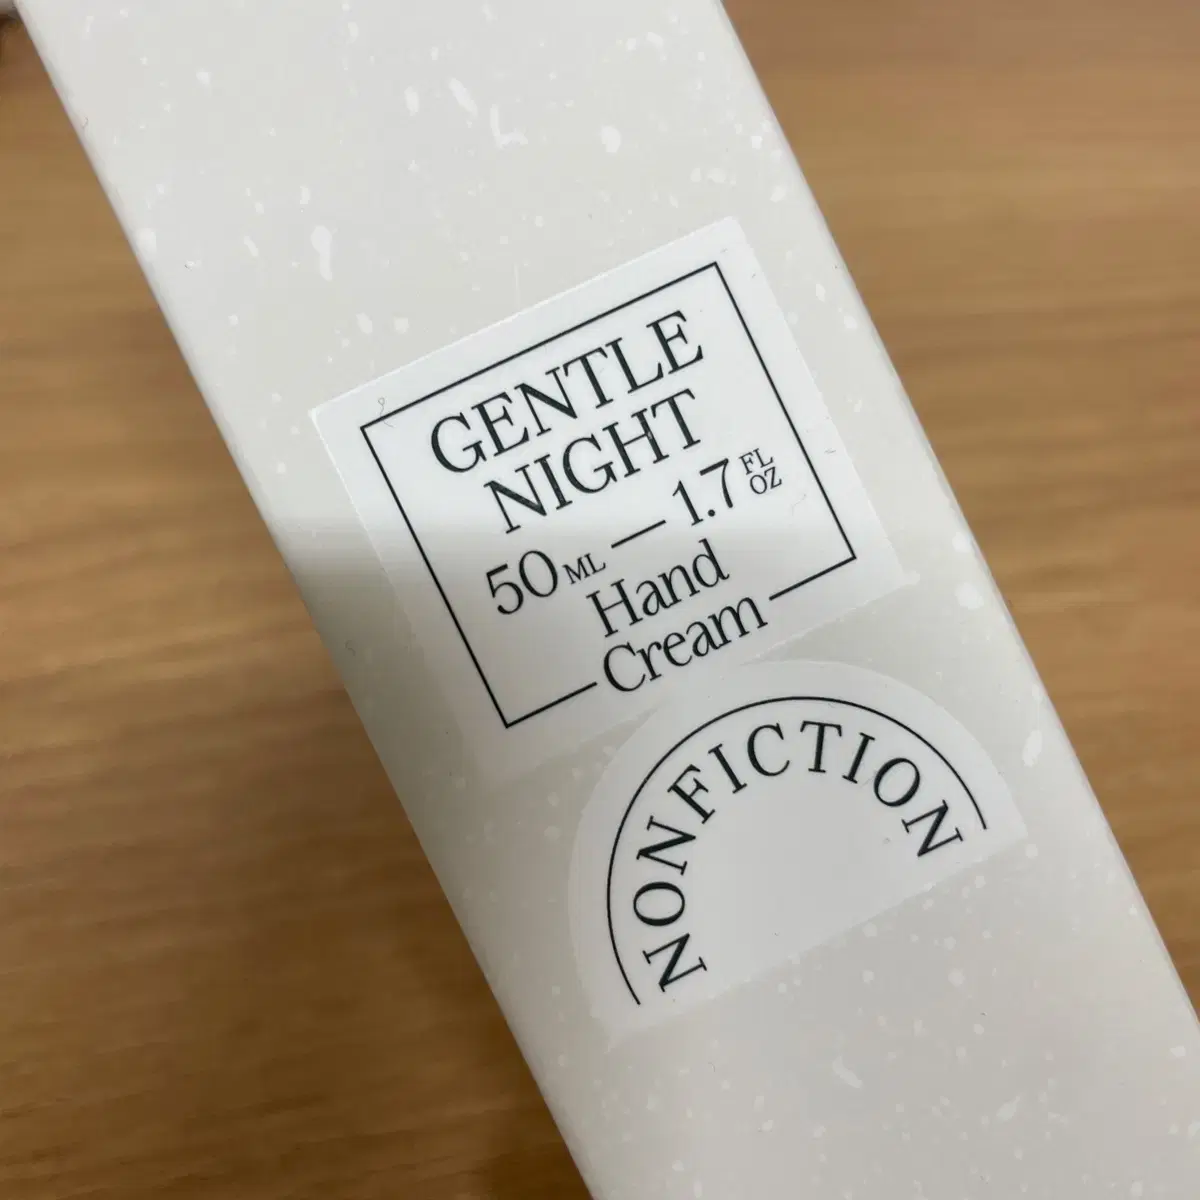 GENTLE
NIGHT
50 ML — 1.7 FL OZ
Hand
Cream
NONFICTION